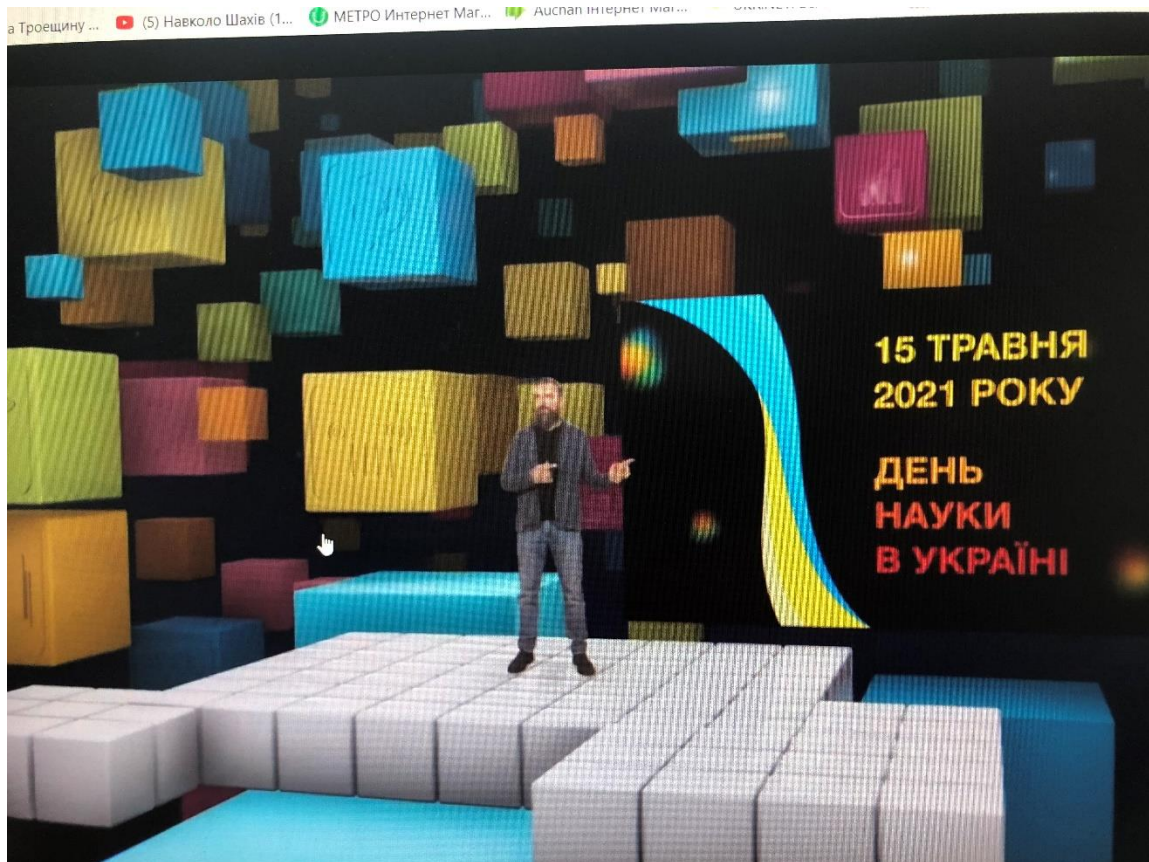 а Троещину ...
(5) Навколо Шахів (1...
МЕТРО Интернет Маг...
Auchan Інтернет Маг...
15 ТРАВНЯ
2021 РОКУ
ДЕНЬ
НАУКИ
В УКРАЇНІ